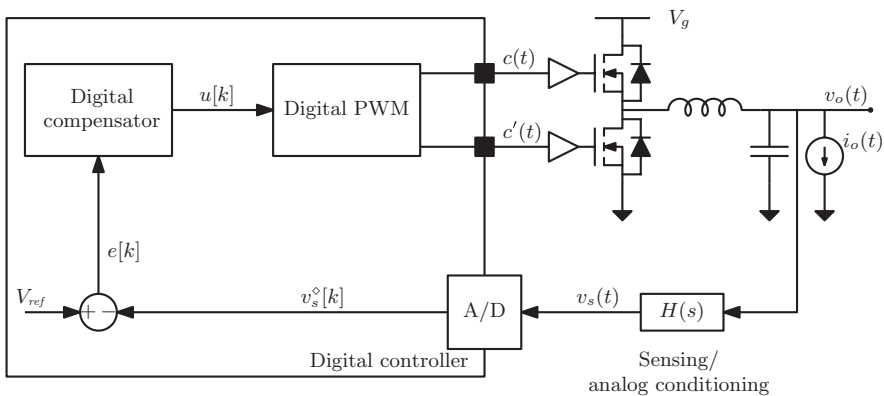 V_g
c(t)
Digital
compensator
u[k]
Digital PWM
v_o(t)
c′(t)
i_o(t)
e[k]
V_ref
+ −
v_s^⋄[k]
A/D
v_s(t)
H(s)
Digital controller
Sensing/
analog conditioning